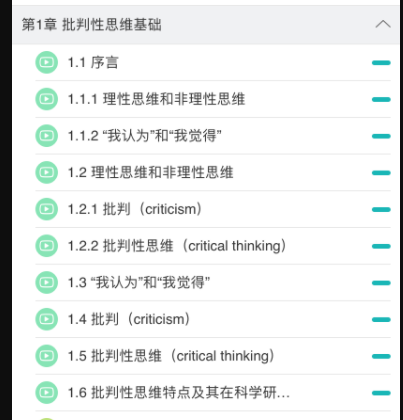 第1章 批判性思维基础
1.1 序言
1.1.1 理性思维和非理性思维
1.1.2 “我认为”和“我觉得”
1.2 理性思维和非理性思维
1.2.1 批判（criticism）
1.2.2 批判性思维（critical thinking）
1.3 “我认为”和“我觉得”
1.4 批判（criticism）
1.5 批判性思维（critical thinking）
1.6 批判性思维特点及其在科学研...